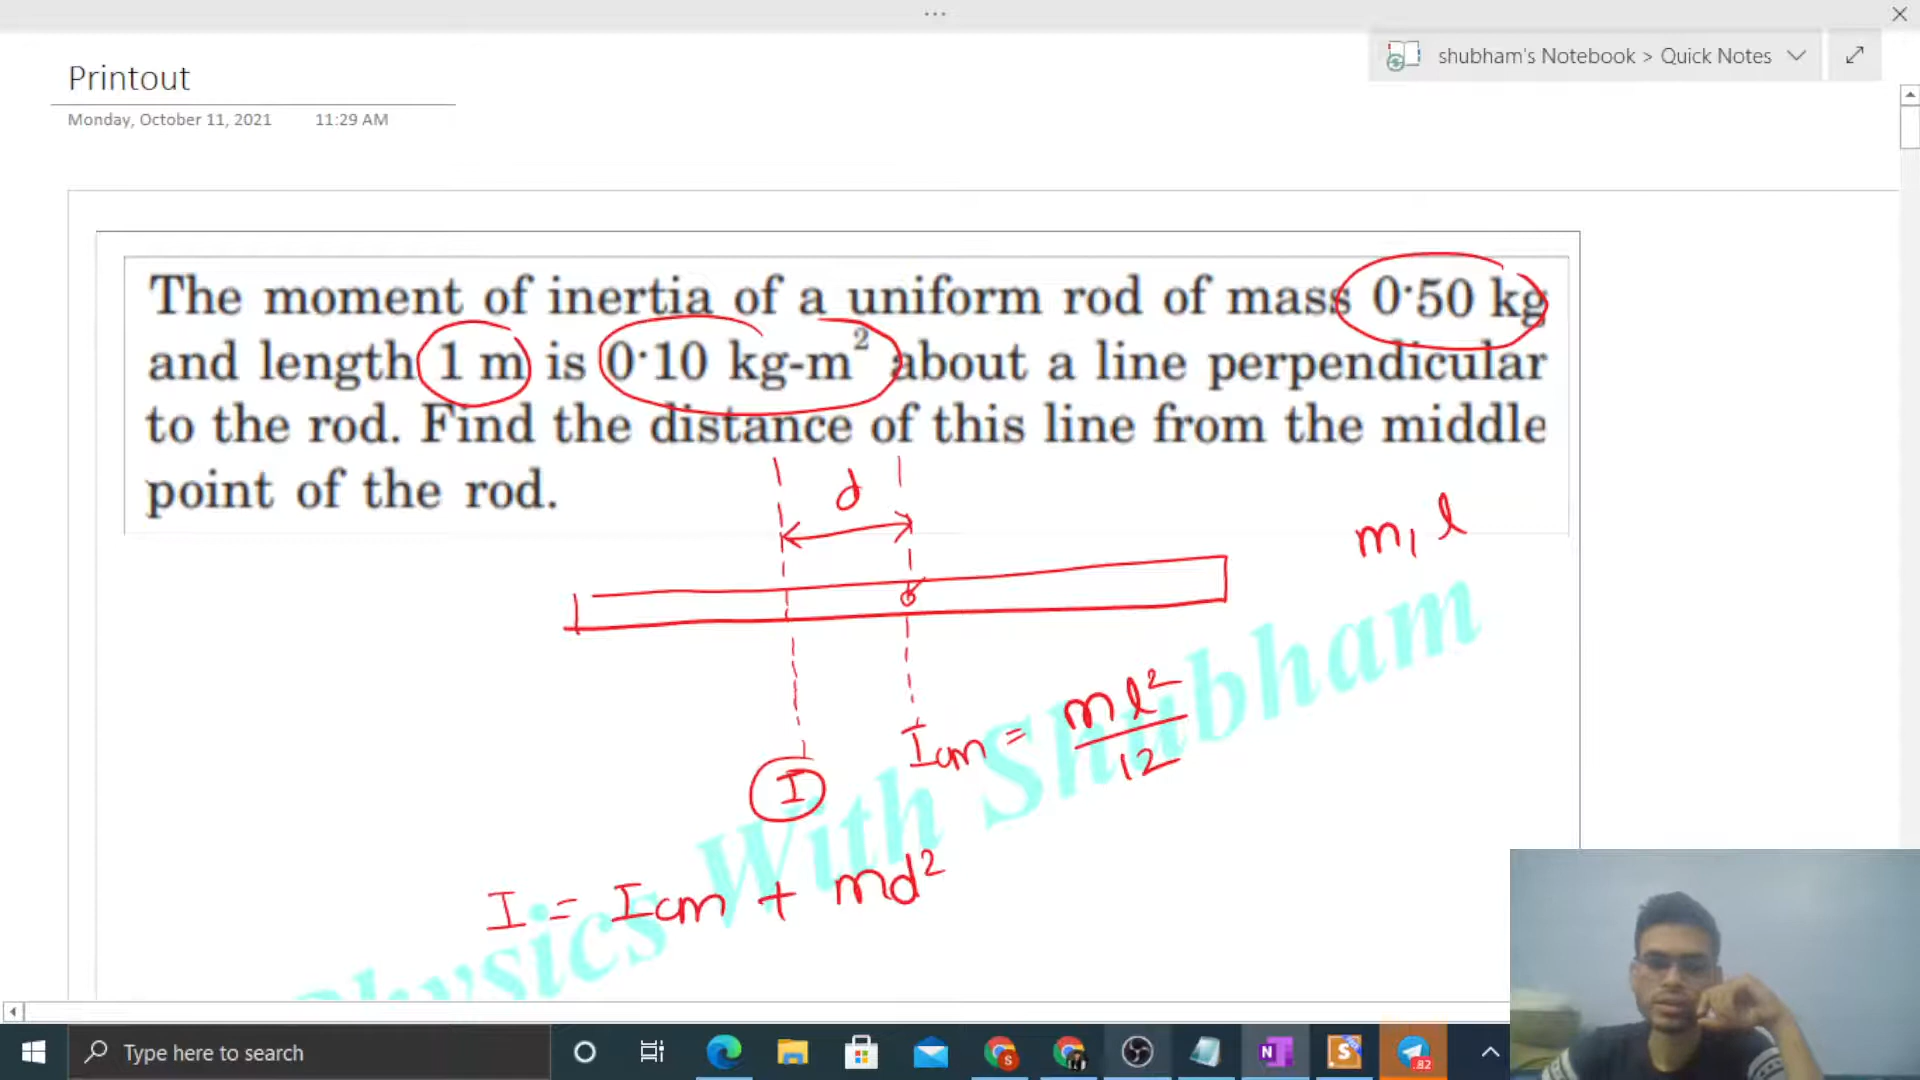 ...
shubham's Notebook > Quick Notes
Printout
Monday, October 11, 2021 11:29 AM
The moment of inertia of a uniform rod of mass 0·50 kg
and length 1 m is 0·10 kg-m² about a line perpendicular
to the rod. Find the distance of this line from the middle
point of the rod.
d
m, l
Icm = ml²/12
I
I = Icm + md²
Physics With Shubham
Type here to search
S
N
S
82